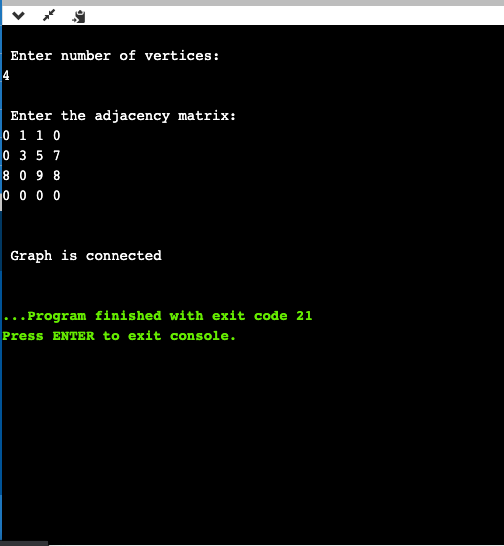 Enter number of vertices:
4
Enter the adjacency matrix:
0 1 1 0
0 3 5 7
8 0 9 8
0 0 0 0
Graph is connected
...Program finished with exit code 21
Press ENTER to exit console.